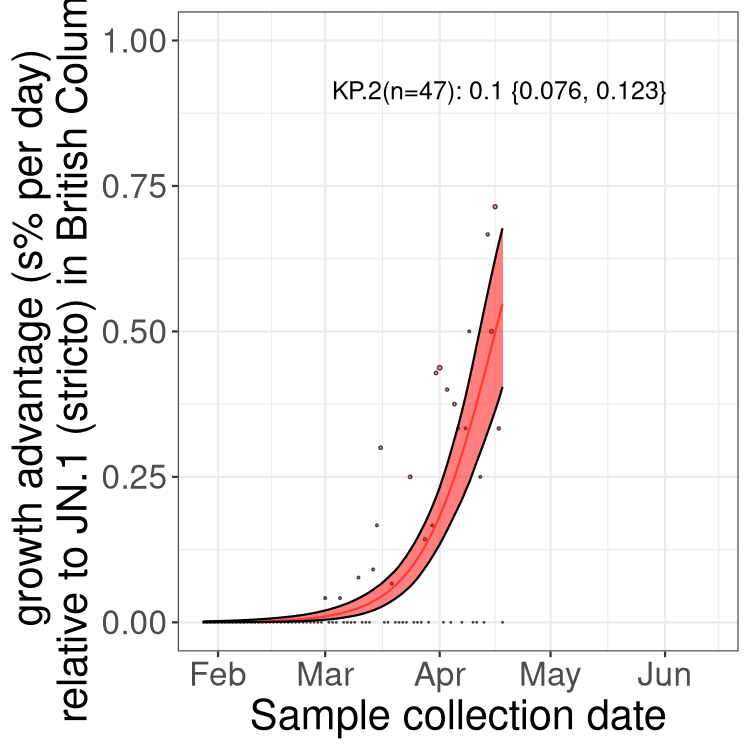 growth advantage (s% per day)
relative to JN.1 (stricto) in British Colum
1.00
0.75
0.50
0.25
0.00
KP.2(n=47): 0.1 {0.076, 0.123}
Feb Mar Apr May Jun
Sample collection date